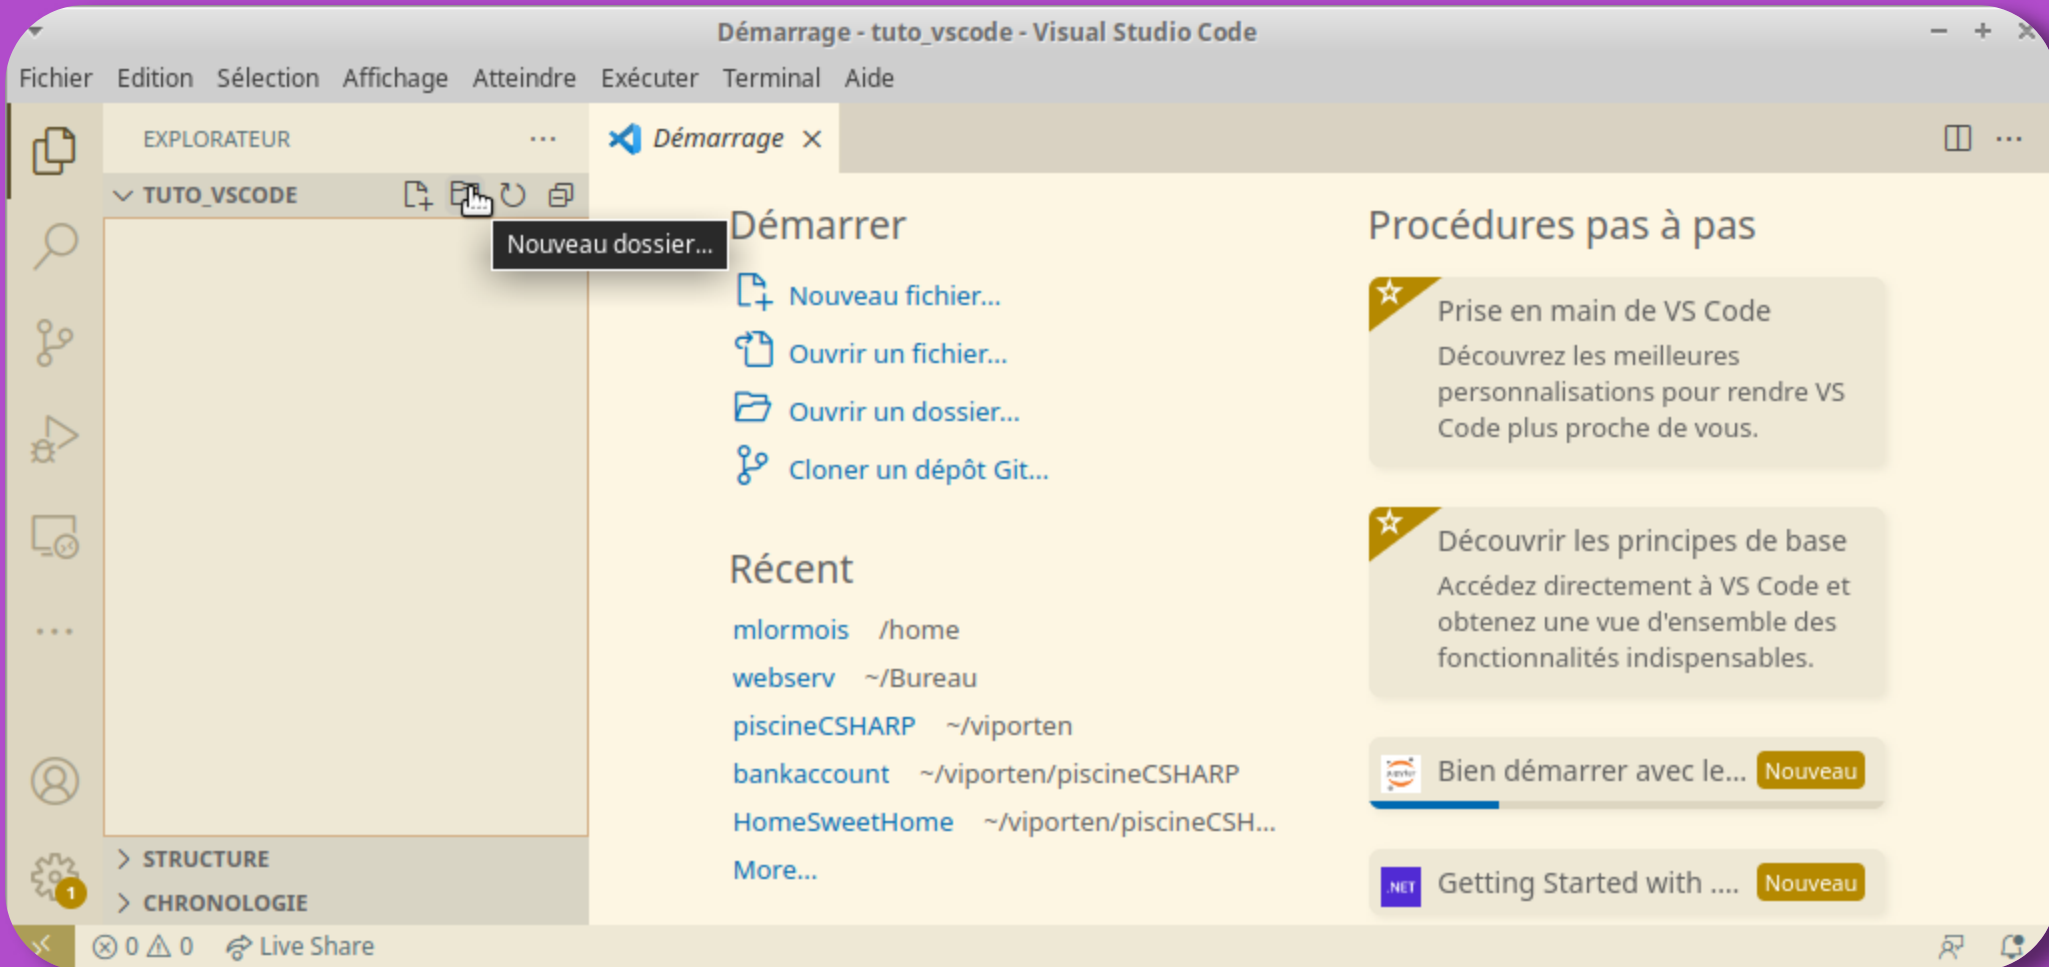 Démarrage - tuto_vscode - Visual Studio Code
Fichier Edition Sélection Affichage Atteindre Exécuter Terminal Aide
EXPLORATEUR
Démarrage
TUTO_VSCODE
Nouveau dossier...
Démarrer
Nouveau fichier...
Ouvrir un fichier...
Ouvrir un dossier...
Cloner un dépôt Git...
Récent
mlormois /home
webserv ~/Bureau
piscineCSHARP ~/viporten
bankaccount ~/viporten/piscineCSHARP
HomeSweetHome ~/viporten/piscineCSH...
More...
Procédures pas à pas
Prise en main de VS Code
Découvrez les meilleures
personnalisations pour rendre VS
Code plus proche de vous.
Découvrir les principes de base
Accédez directement à VS Code et
obtenez une vue d'ensemble des
fonctionnalités indispensables.
Bien démarrer avec le... Nouveau
.NET Getting Started with .... Nouveau
STRUCTURE
CHRONOLOGIE
1
0 0 Live Share